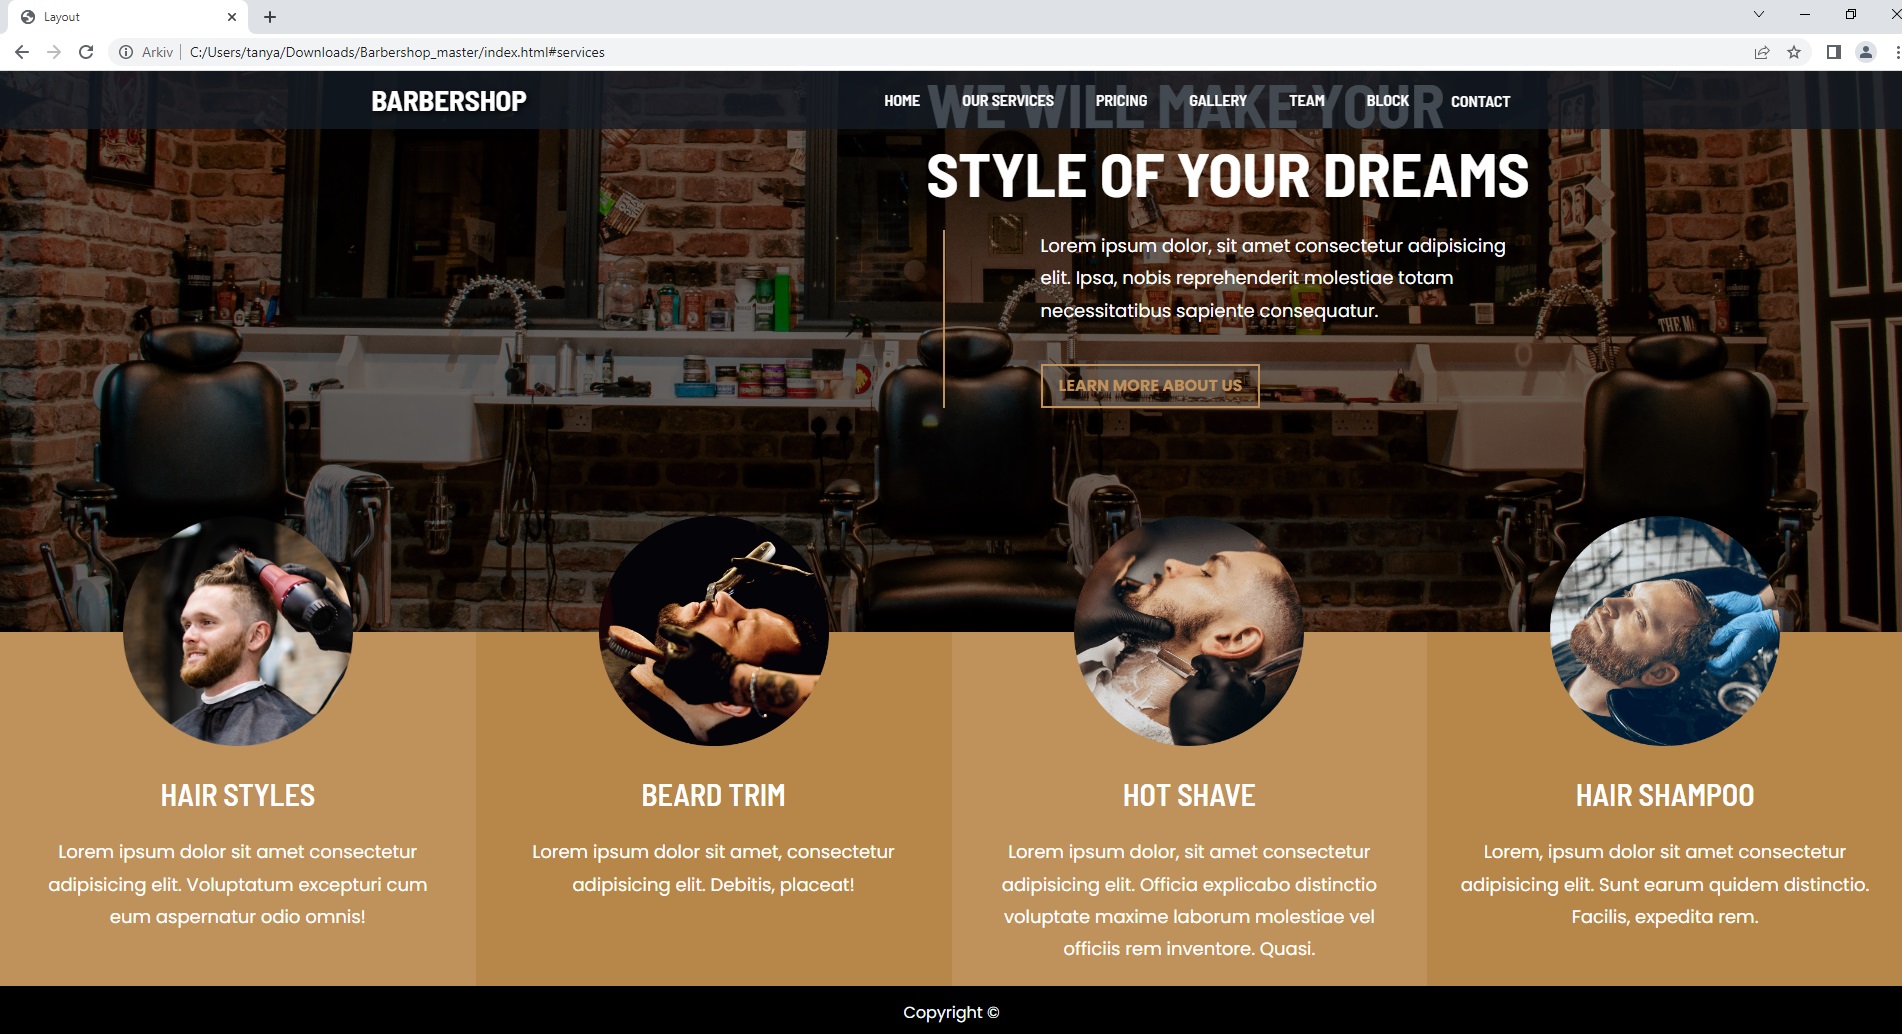 Layout
Arkiv
C:/Users/tanya/Downloads/Barbershop_master/index.html#services
BARBERSHOP
HOME
OUR SERVICES
PRICING
GALLERY
TEAM
BLOCK
CONTACT
WE WILL MAKE YOUR
STYLE OF YOUR DREAMS
Lorem ipsum dolor, sit amet consectetur adipisicing
elit. Ipsa, nobis reprehenderit molestiae totam
necessitatibus sapiente consequatur.
LEARN MORE ABOUT US
HAIR STYLES
Lorem ipsum dolor sit amet consectetur
adipisicing elit. Voluptatum excepturi cum
eum aspernatur odio omnis!
BEARD TRIM
Lorem ipsum dolor sit amet, consectetur
adipisicing elit. Debitis, placeat!
HOT SHAVE
Lorem ipsum dolor, sit amet consectetur
adipisicing elit. Officia explicabo distinctio
voluptate maxime laborum molestiae vel
officiis rem inventore. Quasi.
HAIR SHAMPOO
Lorem, ipsum dolor sit amet consectetur
adipisicing elit. Sunt earum quidem distinctio.
Facilis, expedita rem.
Copyright ©